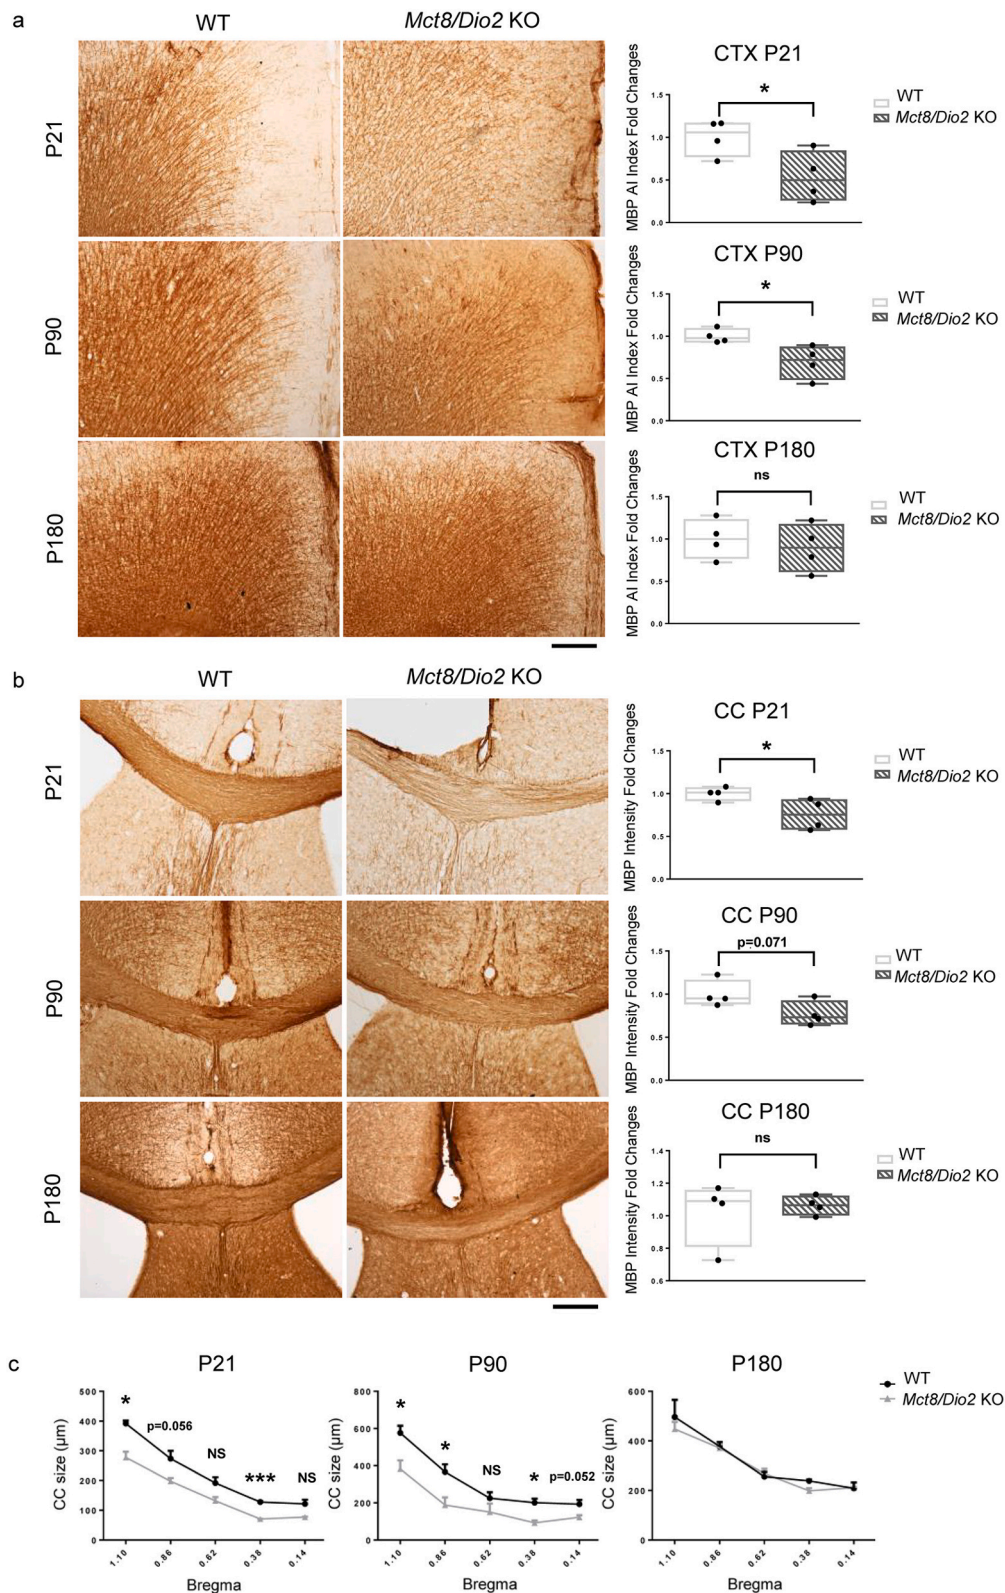 a
WT
Mct8/Dio2 KO
P21
P90
P180
CTX P21
MBP AI Index Fold Changes
1.5
1.0
0.5
0.0
*
WT
Mct8/Dio2 KO
CTX P90
MBP AI Index Fold Changes
1.5
1.0
0.5
0.0
*
WT
Mct8/Dio2 KO
CTX P180
MBP AI Index Fold Changes
1.5
1.0
0.5
0.0
ns
WT
Mct8/Dio2 KO
b
WT
Mct8/Dio2 KO
P21
P90
P180
CC P21
MBP Intensity Fold Changes
1.5
1.0
0.5
0.0
*
WT
Mct8/Dio2 KO
CC P90
MBP Intensity Fold Changes
1.5
1.0
0.5
0.0
p=0.071
WT
Mct8/Dio2 KO
CC P180
MBP Intensity Fold Changes
1.4
1.2
1.0
0.8
0.6
ns
WT
Mct8/Dio2 KO
c
P21
CC size (µm)
500
400
300
200
100
0
* p=0.056 NS *** NS
1.10 0.86 0.62 0.38 0.14
Bregma
P90
CC size (µm)
800
600
400
200
0
* * NS * p=0.052
1.10 0.86 0.62 0.38 0.14
Bregma
P180
CC size (µm)
600
400
200
0
1.10 0.86 0.62 0.38 0.14
Bregma
WT
Mct8/Dio2 KO